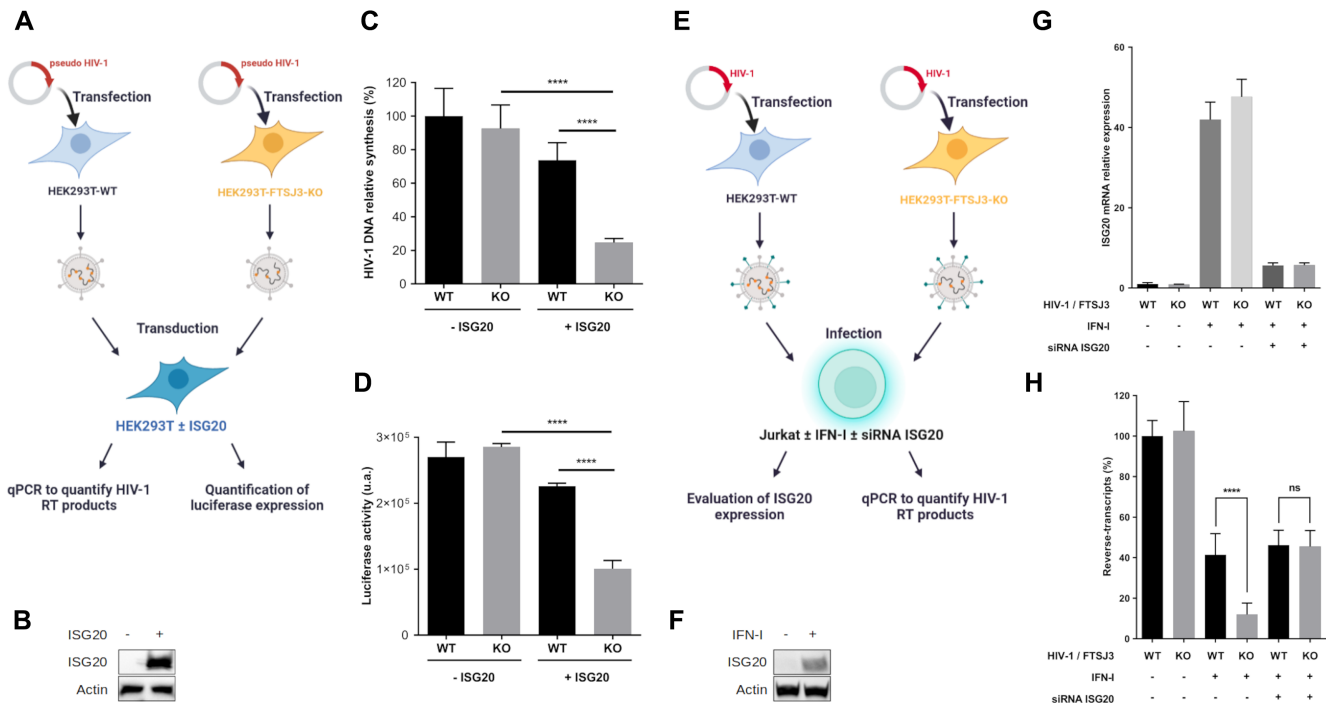 A
pseudo HIV-1
pseudo HIV-1
Transfection
Transfection
HEK293T-WT
HEK293T-FTSJ3-KO
Transduction
HEK293T ± ISG20
qPCR to quantify HIV-1
RT products
Quantification of
luciferase expression
B
ISG20 - +
ISG20
Actin
C
HIV-1 DNA relative synthesis (%)
120
100
80
60
40
20
0
****
****
WT KO WT KO
- ISG20 + ISG20
D
Luciferase activity (u.a.)
3×10⁵
2×10⁵
1×10⁵
0
****
****
WT KO WT KO
- ISG20 + ISG20
E
HIV-1
HIV-1
Transfection
Transfection
HEK293T-WT
HEK293T-FTSJ3-KO
Infection
Jurkat ± IFN-I ± siRNA ISG20
Evaluation of ISG20
expression
qPCR to quantify HIV-1
RT products
F
IFN-I - +
ISG20
Actin
G
ISG20 mRNA relative expression
60
40
20
0
HIV-1 / FTSJ3 WT KO WT KO WT KO
IFN-I - - + + + +
siRNA ISG20 - - - - + +
H
Reverse-transcripts (%)
120
100
80
60
40
20
0
****
ns
HIV-1 / FTSJ3 WT KO WT KO WT KO
IFN-I - - + + + +
siRNA ISG20 - - - - + +